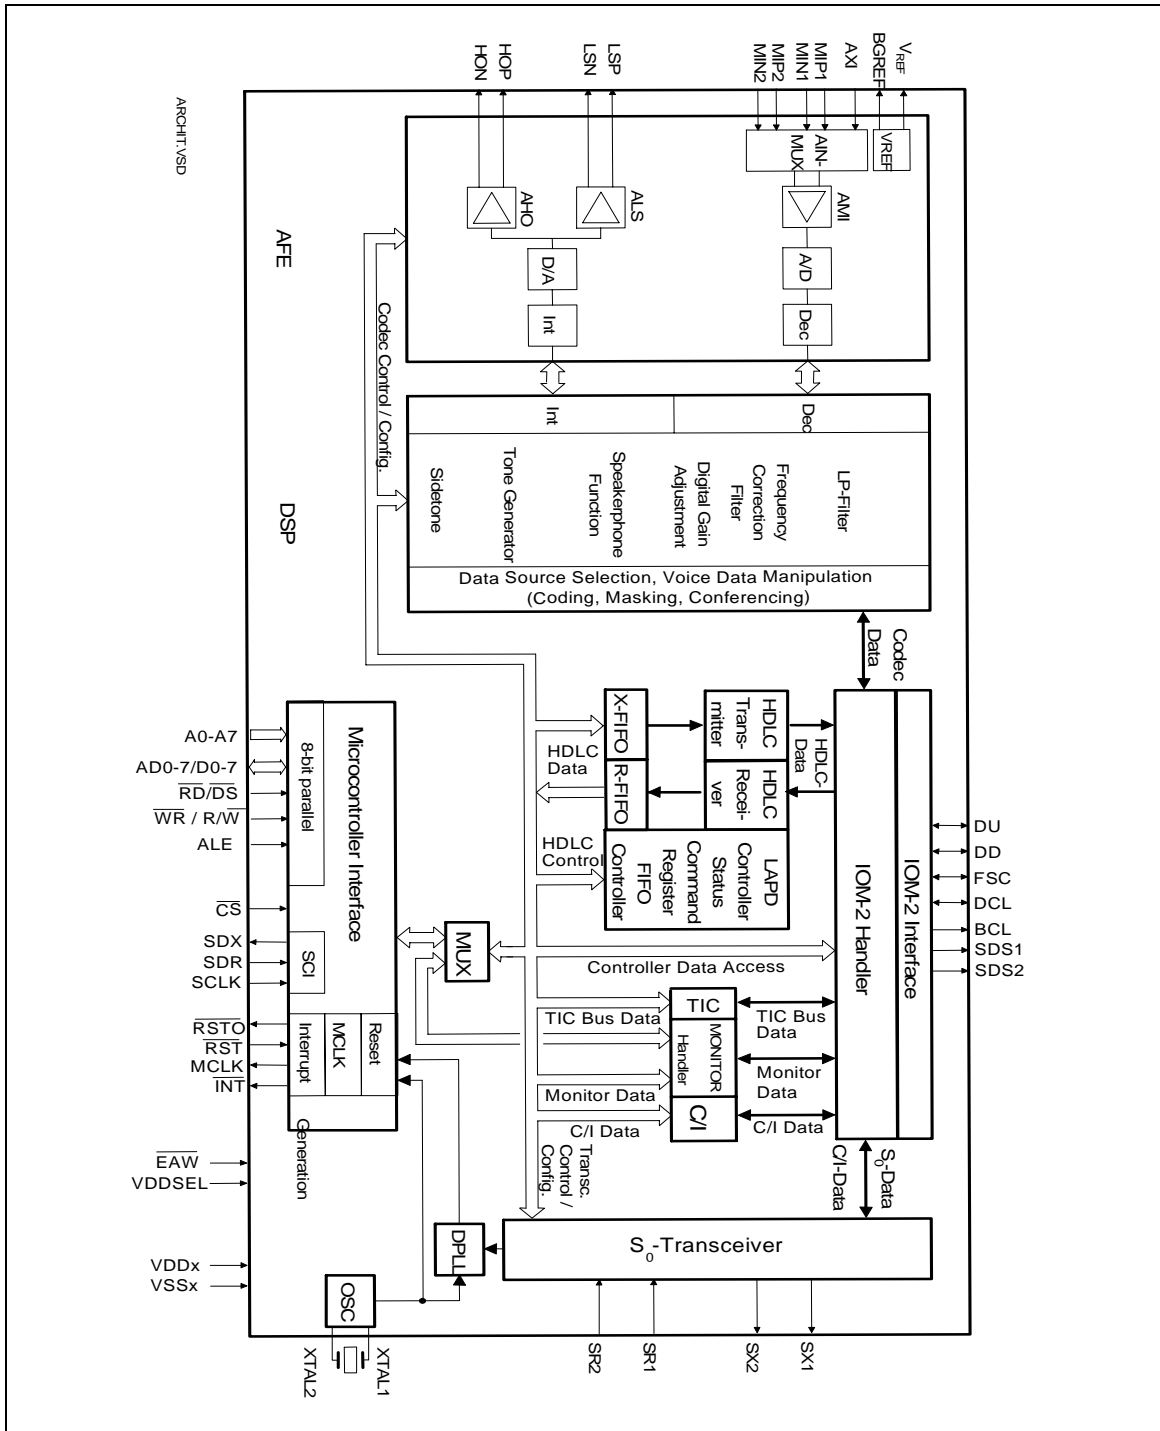 HON
HOP
LSN
LSP
MIN2
MIP2
MIN1
MIP1
AXI
BGREF
VREF
ARCHIT.VSD
AIN-
MUX
VREF
AHO
ALS
AMI
AFE
D/A
A/D
Int
Dec
Codec Control / Config.
Int
Dec
DSP
Sidetone
Tone Generator
Speakerphone
Function
Digital Gain
Adjustment
Frequency
Correction
Filter
LP-Filter
Data Source Selection, Voice Data Manipulation
(Coding, Masking, Conferencing)
Codec
Data
X-FIFO
HDLC
Trans-
mitter
HDLC-
Data
HDLC
Data
R-FIFO
HDLC
Recei-
ver
HDLC
Control
LAPD
Controller
Status
Command
Register
FIFO
Controller
IOM-2 Handler
IOM-2 Interface
A0-A7
AD0-7/D0-7
RD/DS
WR / R/W
ALE
CS
SDX
SDR
SCLK
RSTO
RST
MCLK
INT
EAW
VDDSEL
VDDx
VSSx
8-bit parallel
Microcontroller Interface
SCI
Interrupt
MCLK
Reset
Generation
MUX
DU
DD
FSC
DCL
BCL
SDS1
SDS2
Controller Data Access
TIC
TIC Bus Data
TIC Bus
Data
MONITOR
Handler
Monitor Data
Monitor
Data
C/I
C/I Data
C/I Data
Transc.
Control /
Config.
S0-Data
C/I-Data
DPLL
S0-Transceiver
OSC
XTAL2
XTAL1
SR2
SR1
SX2
SX1